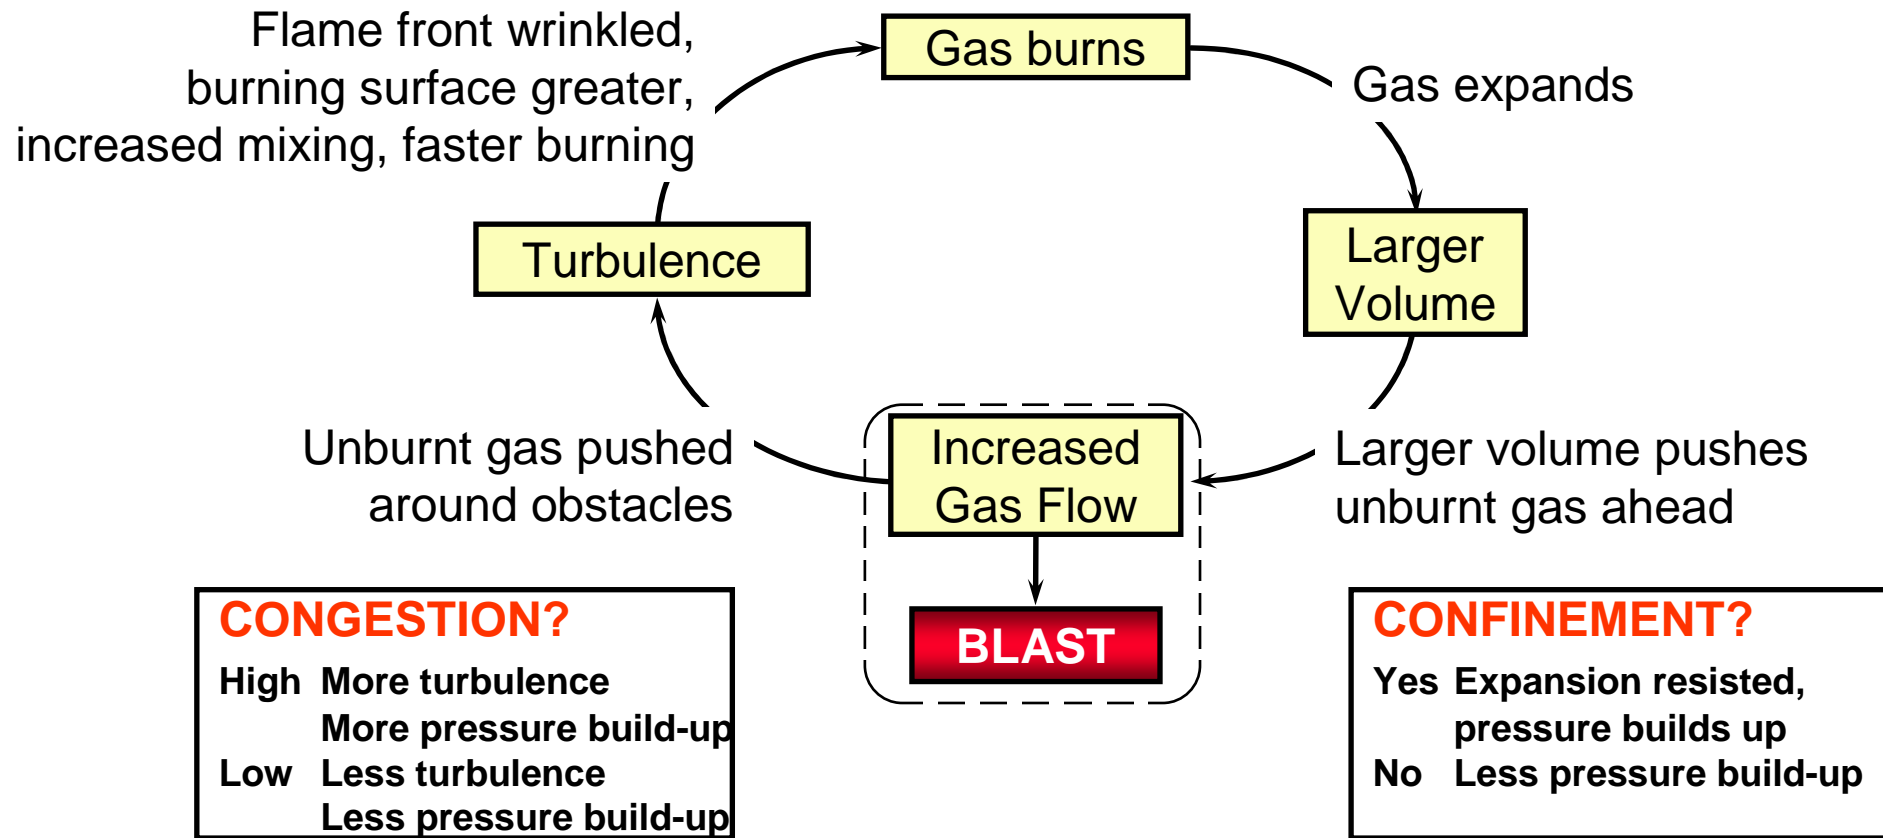 Flame front wrinkled,
burning surface greater,
increased mixing, faster burning
Gas burns
Gas expands
Turbulence
Larger
Volume
Unburnt gas pushed
around obstacles
Increased
Gas Flow
Larger volume pushes
unburnt gas ahead
BLAST
CONGESTION?
High More turbulence
More pressure build-up
Low Less turbulence
Less pressure build-up
CONFINEMENT?
Yes Expansion resisted,
pressure builds up
No Less pressure build-up